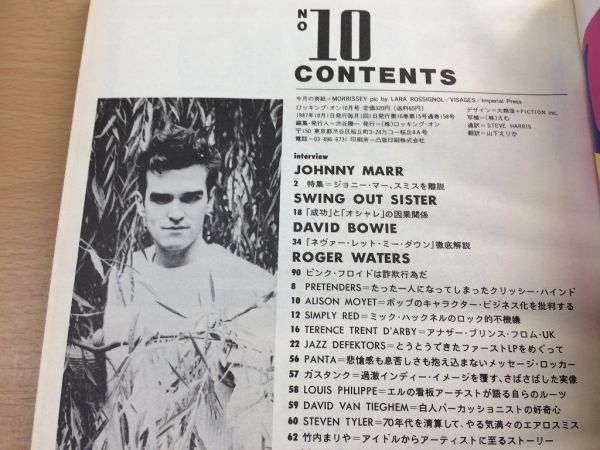 NO 10
CONTENTS
今月の表紙=MORRISSEY pic by LARA ROSSIGNOL/VISAGES/Imperial Press
ロッキング・オン10月号 定価320円(送料65円)
デザイン=大類信+FICTION inc.
1987年10月1日発行毎月1回1日発行第16巻第15号通巻158号
写植=(株)えむ
編集・発行人=渋谷陽一 発行=(株)ロッキング・オン
通訳=STEVE HARRIS
〒150 東京都渋谷区桜丘町3-24カコー桜丘4A号
翻訳=山下えりか
電話=03-496-6731 印刷所=凸版印刷株式会社
interview
JOHNNY MARR
2 特集=ジョニー・マー、スミスを離脱
SWING OUT SISTER
18 「成功」と「オシャレ」の因果関係
DAVID BOWIE
34 『ネヴァー・レット・ミー・ダウン』徹底解説
ROGER WATERS
90 ピンク・フロイドは詐欺行為だ
8 PRETENDERS=たった一人になってしまったクリッシー・ハインド
10 ALISON MOYET=ポップのキャラクター・ビジネス化を批判する
12 SIMPLY RED=ミック・ハックネルのロック的不機嫌
16 TERENCE TRENT D'ARBY=アナザー・プリンス・フロム・UK
22 JAZZ DEFEKTORS=とうとうできたファーストLPをめぐって
56 PANTA=悲愴感も息苦しさも抱え込まないメッセージ・ロッカー
57 ガスタンク=過激インディー・イメージを覆す、さばさばした実像
58 LOUIS PHILIPPE=エルの看板アーチストが語る自らのルーツ
59 DAVID VAN TIEGHEM=白人パーカッショニストの好奇心
60 STEVEN TYLER=70年代を清算して、やる気満々のエアロスミス
62 竹内まりや=アイドルからアーティストに至るストーリー